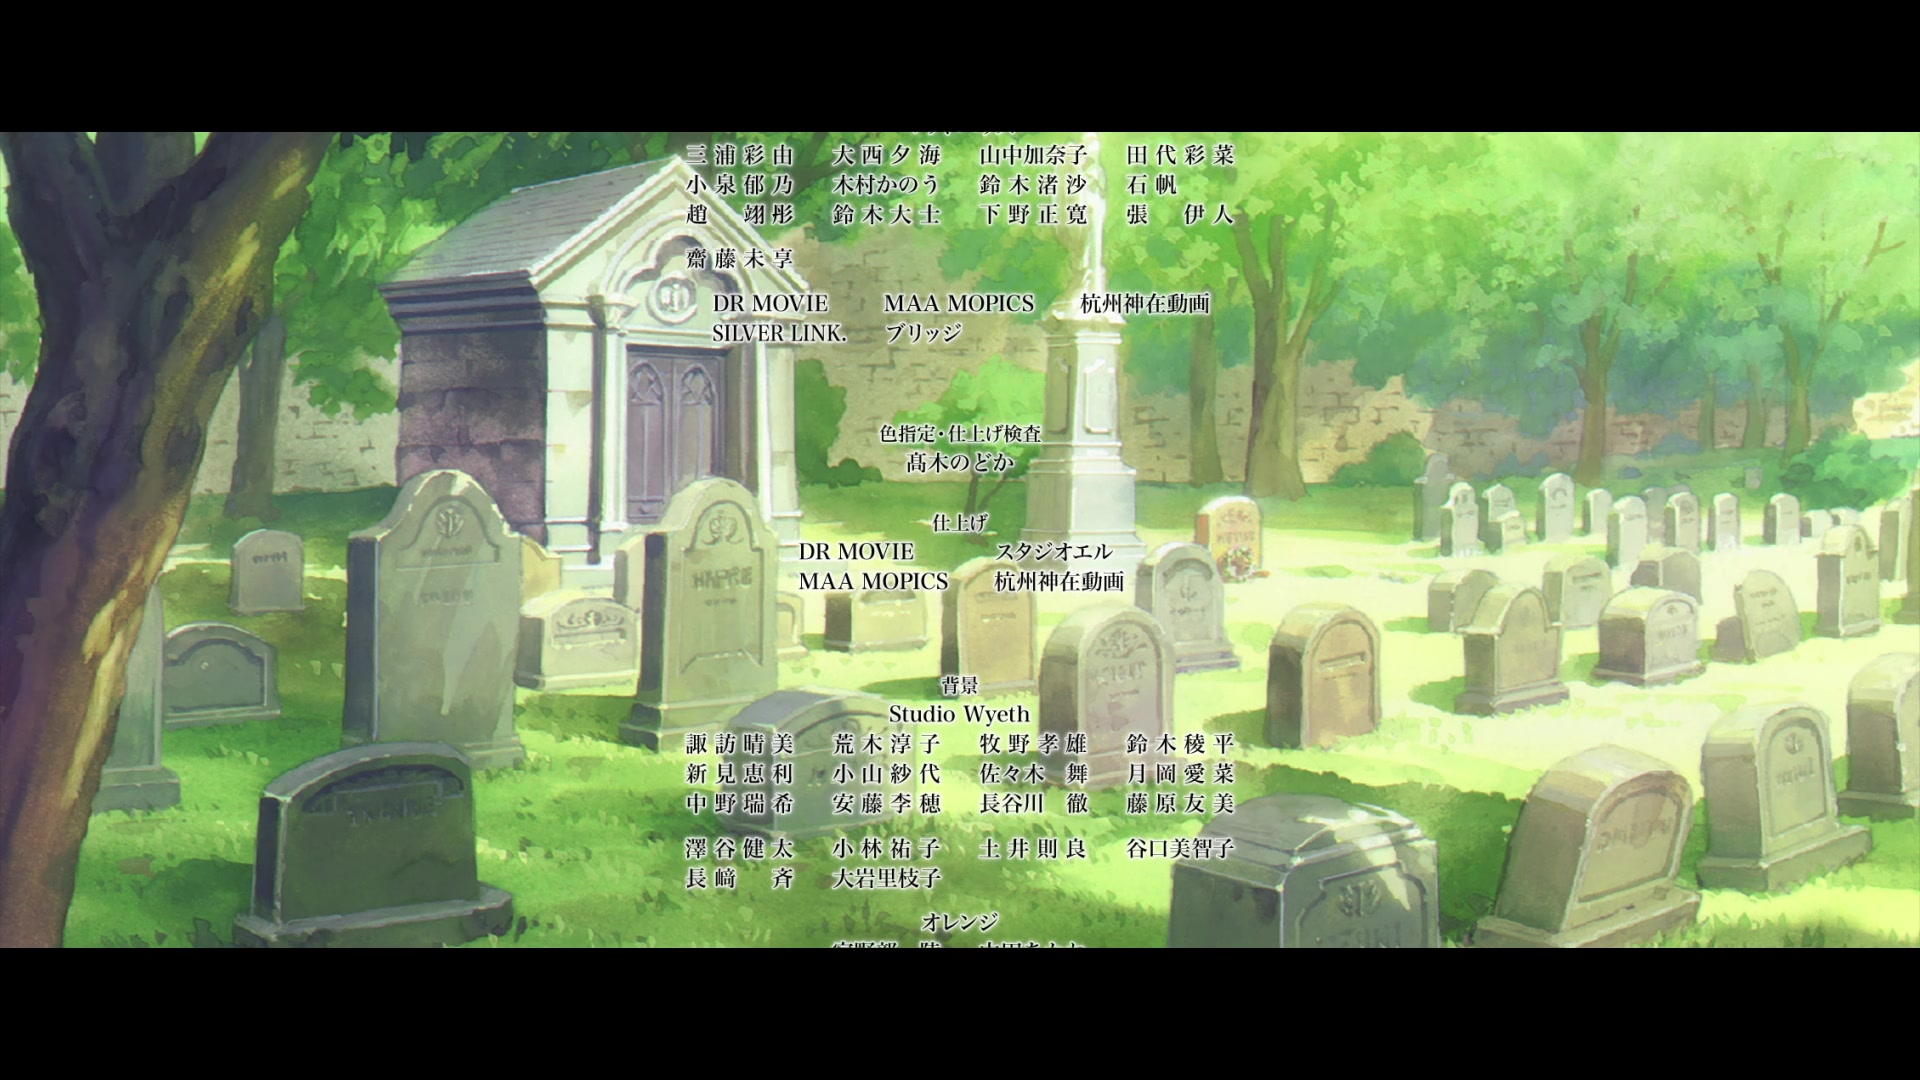 三浦彩由 大西夕海 山中加奈子 田代彩菜
小泉郁乃 木村かのう 鈴木渚沙 石帆
趙 翊彤 鈴木大士 下野正寛 張 伊人
齋藤未享
DR MOVIE MAA MOPICS 杭州神在動画
SILVER LINK. ブリッジ
色指定・仕上げ検査
髙木のどか
仕上げ
DR MOVIE スタジオエル
MAA MOPICS 杭州神在動画
背景
Studio Wyeth
諏訪晴美 荒木淳子 牧野孝雄 鈴木稜平
新見恵利 小山紗代 佐々木 舞 月岡愛菜
中野瑞希 安藤李穂 長谷川 徹 藤原友美
澤谷健太 小林祐子 土井則良 谷口美智子
長﨑 斉 大岩里枝子
オレンジ